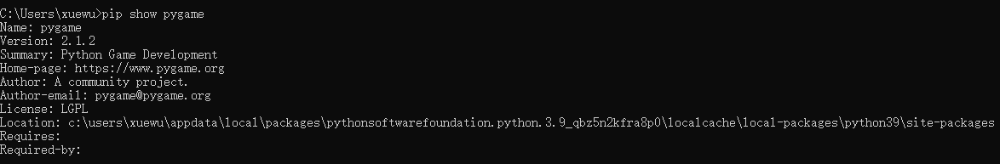 C:\Users\xuewu>pip show pygame
Name: pygame
Version: 2.1.2
Summary: Python Game Development
Home-page: https://www.pygame.org
Author: A community project.
Author-email: pygame@pygame.org
License: LGPL
Location: c:\users\xuewu\appdata\local\packages\pythonsoftwarefoundation.python.3.9_qbz5n2kfra8p0\localcache\local-packages\python39\site-packages
Requires:
Required-by: